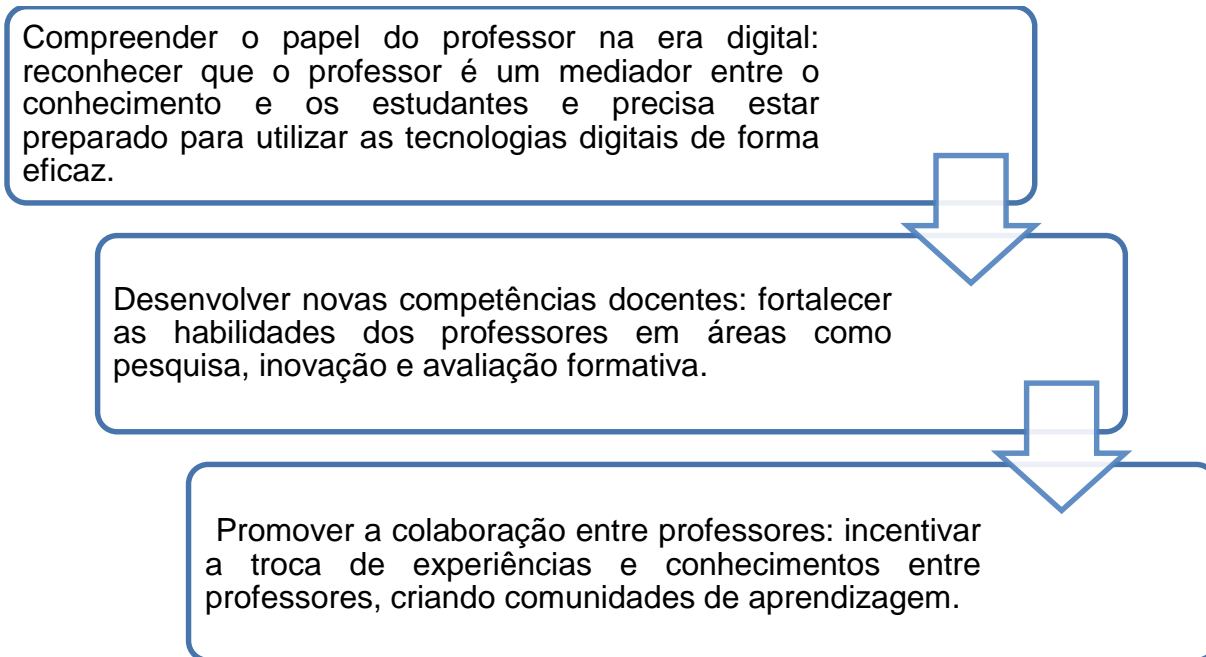 Compreender o papel do professor na era digital:
reconhecer que o professor é um mediador entre o
conhecimento e os estudantes e precisa estar
preparado para utilizar as tecnologias digitais de forma
eficaz.
Desenvolver novas competências docentes: fortalecer
as habilidades dos professores em áreas como
pesquisa, inovação e avaliação formativa.
Promover a colaboração entre professores: incentivar
a troca de experiências e conhecimentos entre
professores, criando comunidades de aprendizagem.